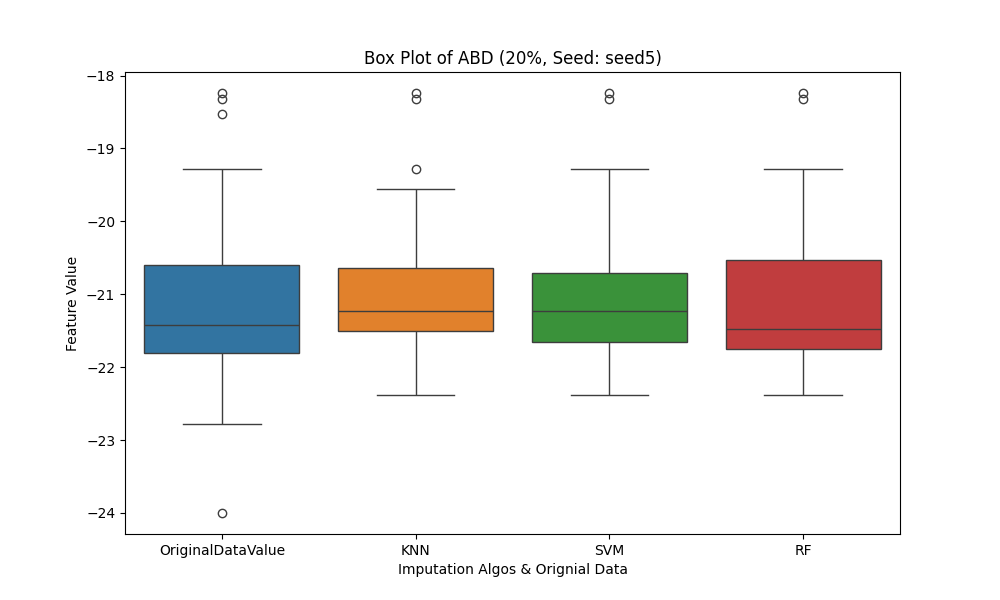 Box Plot of ABD (20%, Seed: seed5)
−18
−19
−20
−21
−22
−23
−24
Feature Value
OriginalDataValue KNN SVM RF
Imputation Algos & Orignial Data